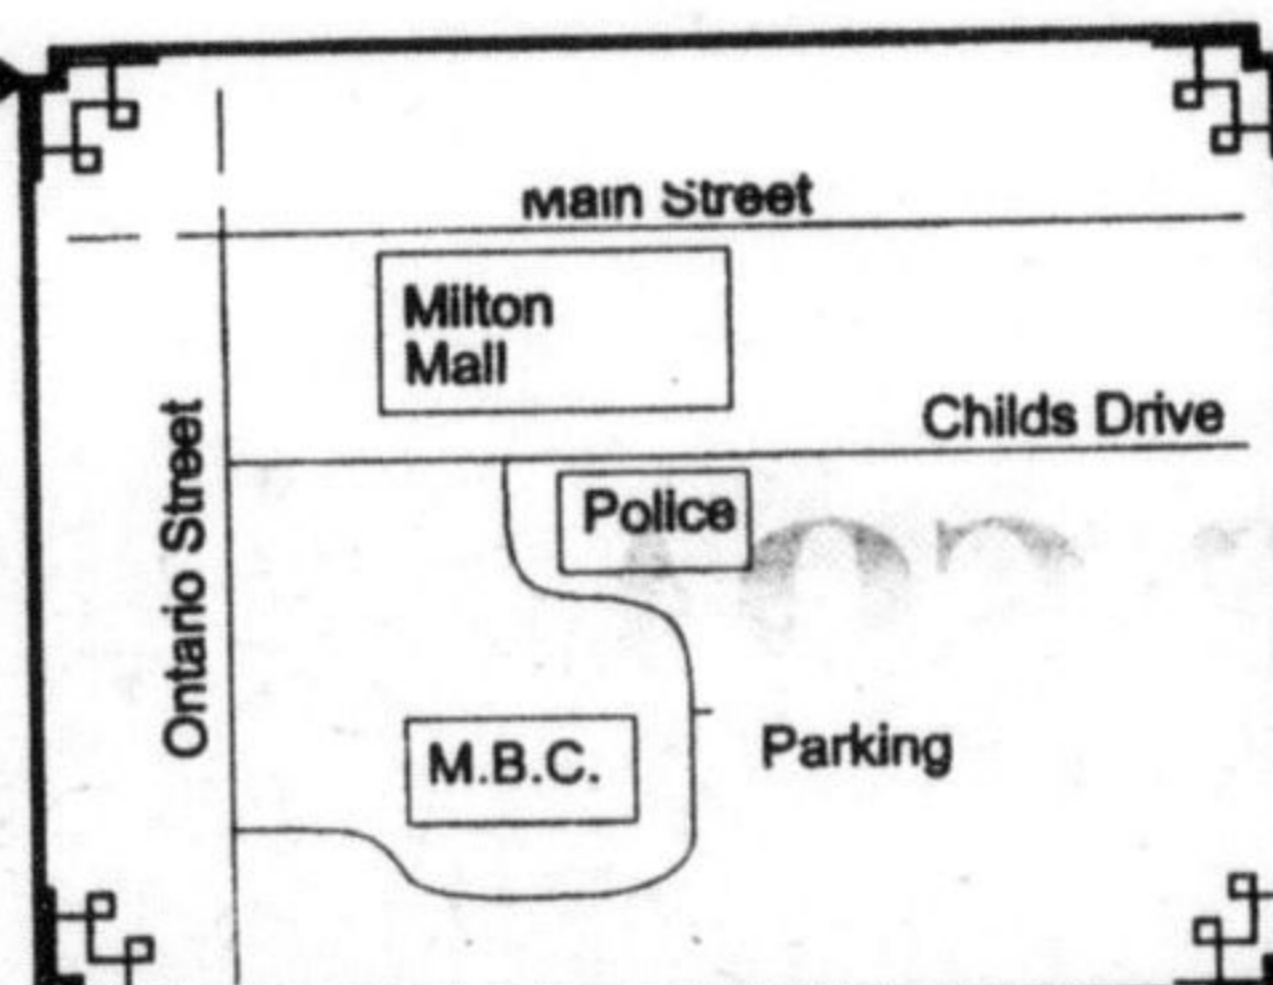 Main Street
Milton
Mall
Childs Drive
Ontario Street
Police
M.B.C.
Parking